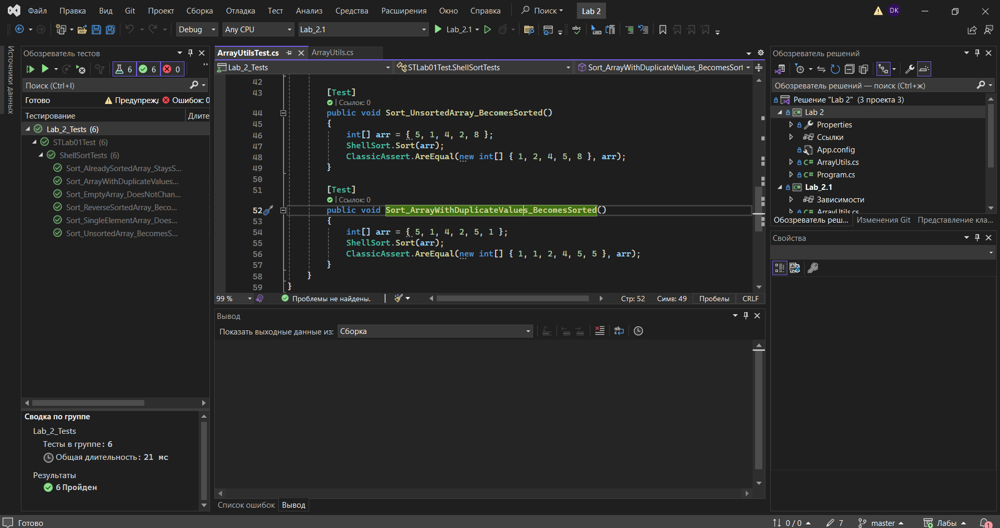 Файл Правка Вид Git Проект Сборка Отладка Тест Анализ Средства Расширения Окно Справка Поиск Lab 2 DK
Debug Any CPU Lab_2.1 Lab_2.1
Источники данных
Обозреватель тестов
6 6 0
Поиск (Ctrl+I)
Готово Предупреж Ошибок: 0
Тестирование Длите
Lab_2_Tests (6)
STLab01Test (6)
ShellSortTests (6)
Sort_AlreadySortedArray_StaysS...
Sort_ArrayWithDuplicateValues...
Sort_EmptyArray_DoesNotChan...
Sort_ReverseSortedArray_Beco...
Sort_SingleElementArray_Does...
Sort_UnsortedArray_BecomesS...
Сводка по группе
Lab_2_Tests
Тесты в группе: 6
Общая длительность: 21 мс
Результаты
6 Пройден
ArrayUtilsTest.cs ArrayUtils.cs
Lab_2_Tests STLab01Test.ShellSortTests Sort_ArrayWithDuplicateValues_BecomesSort
42
43 [Test]
Ссылок: 0
44 public void Sort_UnsortedArray_BecomesSorted()
45 {
46 int[] arr = { 5, 1, 4, 2, 8 };
47 ShellSort.Sort(arr);
48 ClassicAssert.AreEqual(new int[] { 1, 2, 4, 5, 8 }, arr);
49 }
50
51 [Test]
Ссылок: 0
52 public void Sort_ArrayWithDuplicateValues_BecomesSorted()
53 {
54 int[] arr = { 5, 1, 4, 2, 5, 1 };
55 ShellSort.Sort(arr);
56 ClassicAssert.AreEqual(new int[] { 1, 1, 2, 4, 5, 5 }, arr);
57 }
58 }
59 }
99 % Проблемы не найдены. Стр: 52 Симв: 49 Пробелы CRLF
Вывод
Показать выходные данные из: Сборка
Список ошибок Вывод
Обозреватель решений
Обозреватель решений — поиск (Ctrl+ж)
Решение "Lab 2" (3 проекта 3)
Lab 2
Properties
Ссылки
App.config
C# ArrayUtils.cs
C# Program.cs
Lab_2.1
Зависимости
C# ArrayUtils.cs
Обозреватель реш... Изменения Git Представление кла...
Свойства
Готово 0 / 0 7 master Лабы 1